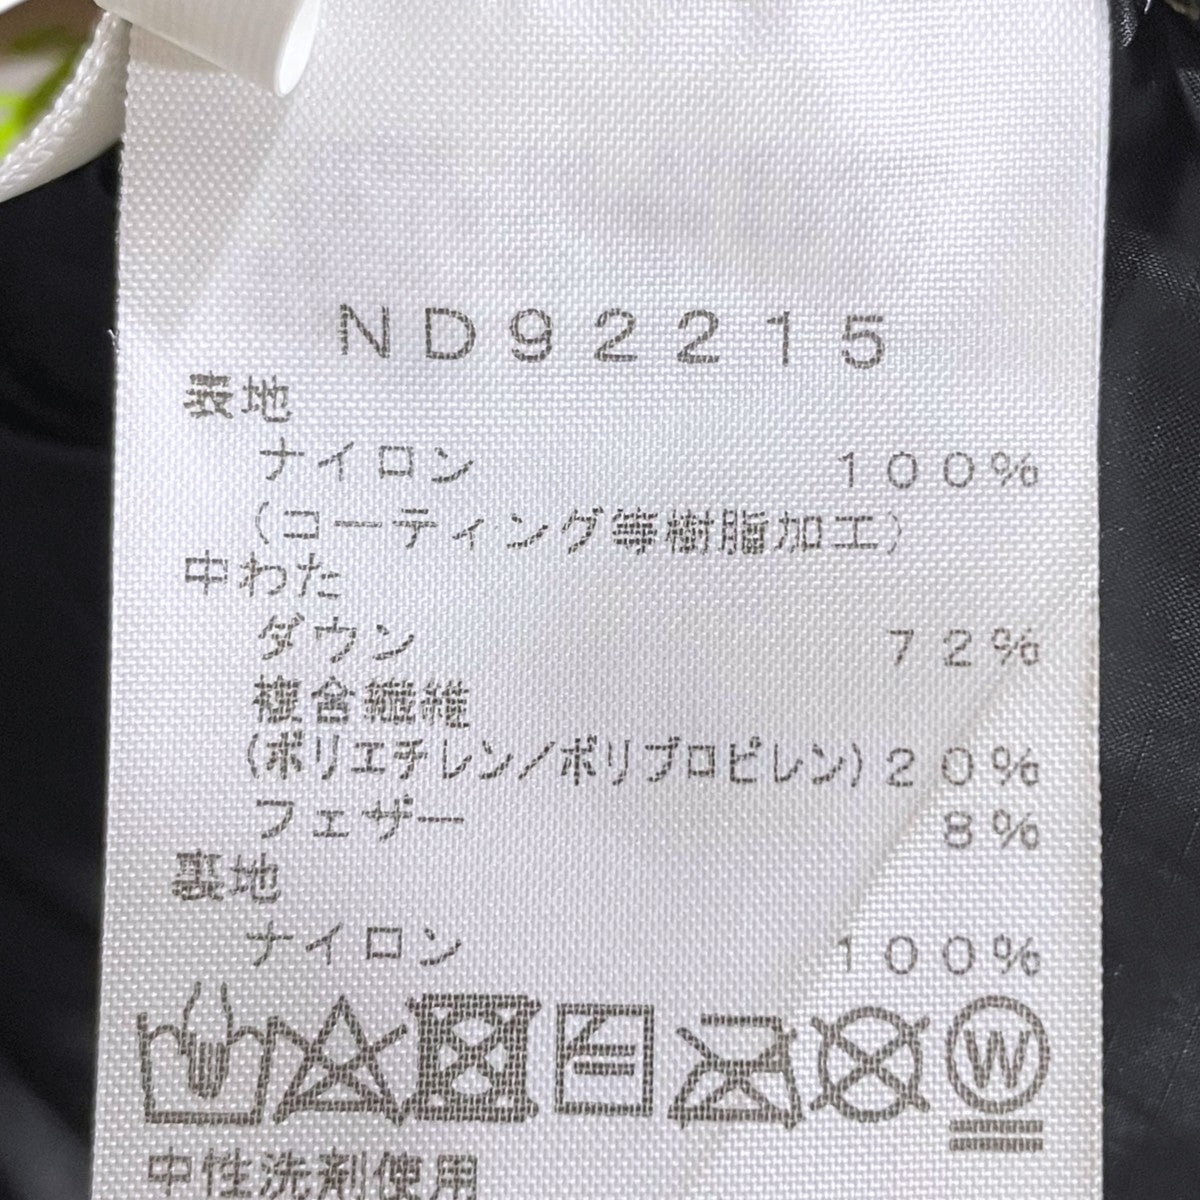 ND92215
表地
ナイロン 100%
(コーティング等樹脂加工)
中わた
ダウン 72%
複合繊維
(ポリエチレン/ポリプロピレン) 20%
フェザー 8%
裏地
ナイロン 100%
W
中性洗剤使用